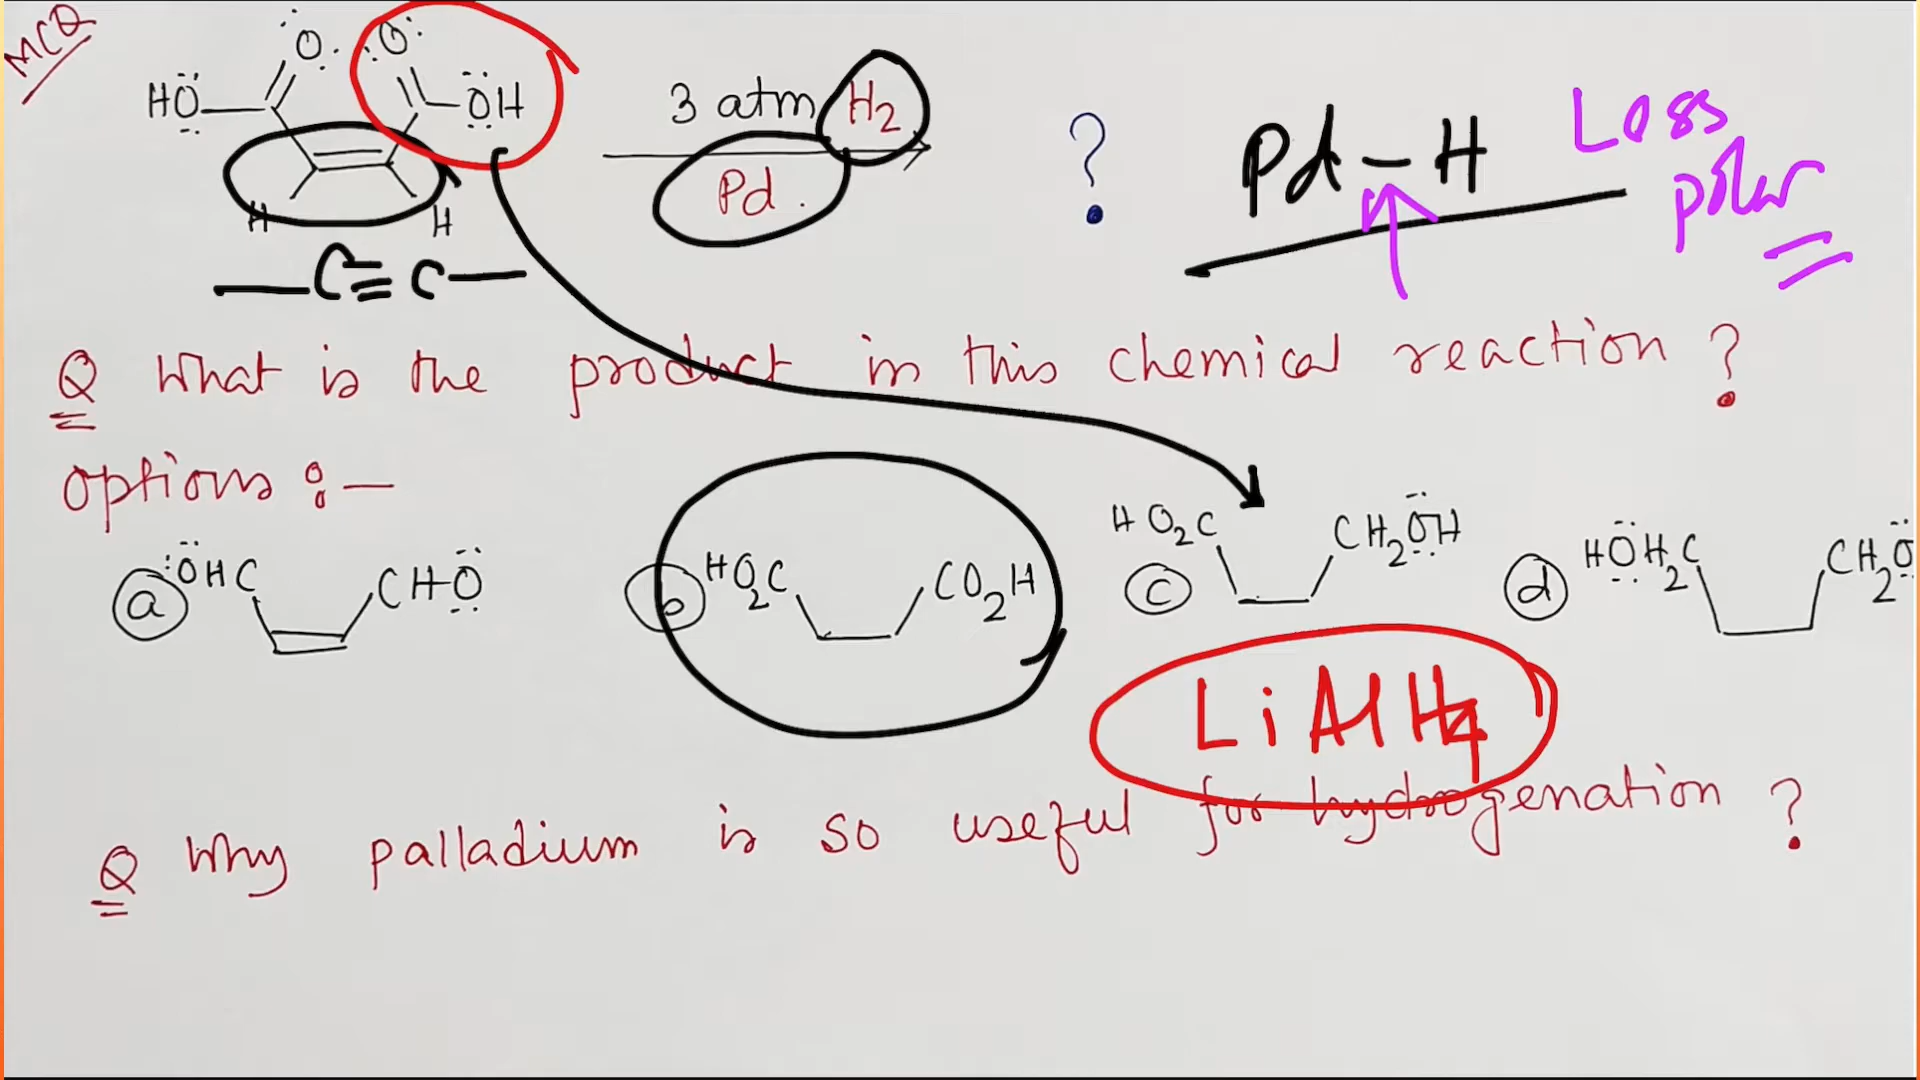 MCQ
HO O O OH
3 atm H2
Pd .
?
Pd - H
Less
polar
H H
— C ≡ C —
Q What is the product in this chemical reaction ?
options :-
a OHC CHO
b HO2C CO2H
c HO2C CH2OH
d HOH2C CH2O
LiAlH4
Q Why palladium is so useful for hydrogenation ?